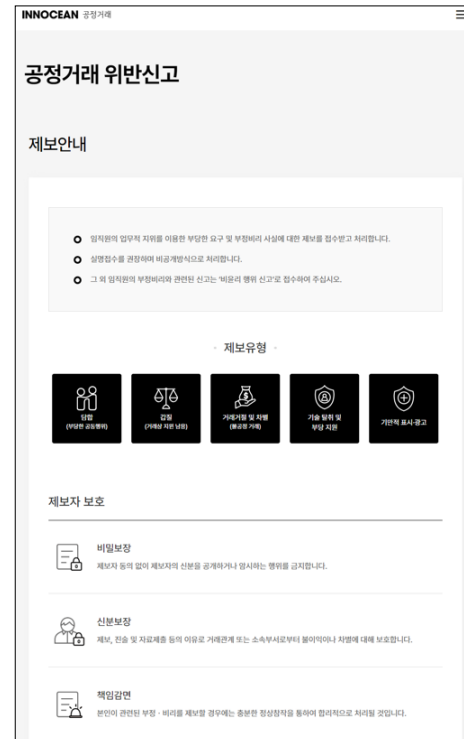 INNOCEAN 공정거래
공정거래 위반신고
제보안내
임직원의 업무적 지위를 이용한 부당한 요구 및 부정비리 사실에 대한 제보를 접수받고 처리합니다.
실명접수를 권장하며 비공개방식으로 처리합니다.
그 외 임직원의 부정비리와 관련된 신고는 '비윤리 행위 신고'로 접수하여 주십시오.
제보유형
담합
(부당한 공동행위)
갑질
(거래상 지위 남용)
거래거절 및 차별
(불공정 거래)
기술 탈취 및
부당 지원
기만적 표시·광고
제보자 보호
비밀보장
제보자 동의 없이 제보자의 신분을 공개하거나 암시하는 행위를 금지합니다.
신분보장
제보, 진술 및 자료제출 등의 이유로 거래관계 또는 소속부서로부터 불이익이나 차별에 대해 보호합니다.
책임감면
본인이 관련된 부정 · 비리를 제보할 경우에는 충분한 정상참작을 통하여 합리적으로 처리될 것입니다.